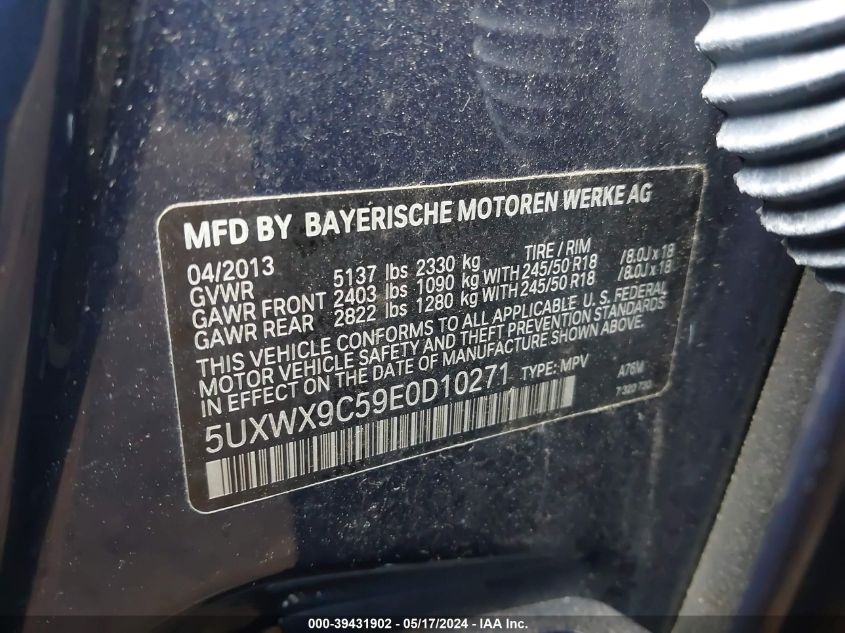 MFD BY BAYERISCHE MOTOREN WERKE AG
04/2013 TIRE / RIM
GVWR 5137 lbs 2330 kg
GAWR FRONT 2403 lbs 1090 kg WITH 245/50 R18 /8.0J x 18
GAWR REAR 2822 lbs 1280 kg WITH 245/50 R18 /8.0J x 18
THIS VEHICLE CONFORMS TO ALL APPLICABLE U.S. FEDERAL
MOTOR VEHICLE SAFETY AND THEFT PREVENTION STANDARDS
IN EFFECT ON THE DATE OF MANUFACTURE SHOWN ABOVE.
5UXWX9C59E0D10271 TYPE: MPV A76M
000-39431902 - 05/17/2024 - IAA Inc.